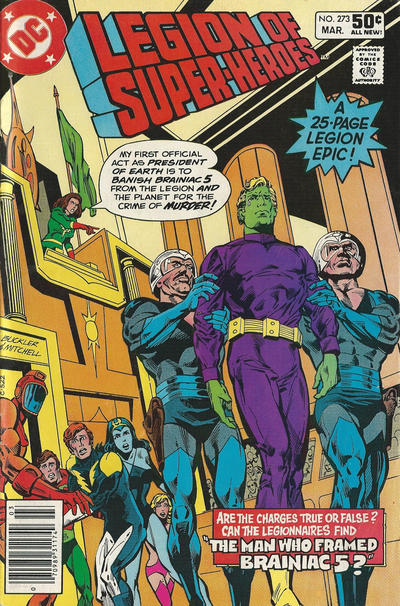 DC
LEGION OF
SUPER-HEROES
TM
NO. 273
MAR.
50¢
ALL NEW!
APPROVED
BY THE
COMICS
CODE
AUTHORITY
A
25-PAGE
LEGION
EPIC!
MY FIRST OFFICIAL
ACT AS PRESIDENT
OF EARTH IS TO
BANISH BRAINIAC 5
FROM THE LEGION AND
THE PLANET FOR THE
CRIME OF MURDER!
BUCKLER
MITCHELL
C-522
03
ARE THE CHARGES TRUE OR FALSE?
CAN THE LEGIONNAIRES FIND
"THE MAN WHO FRAMED
BRAINIAC 5?"